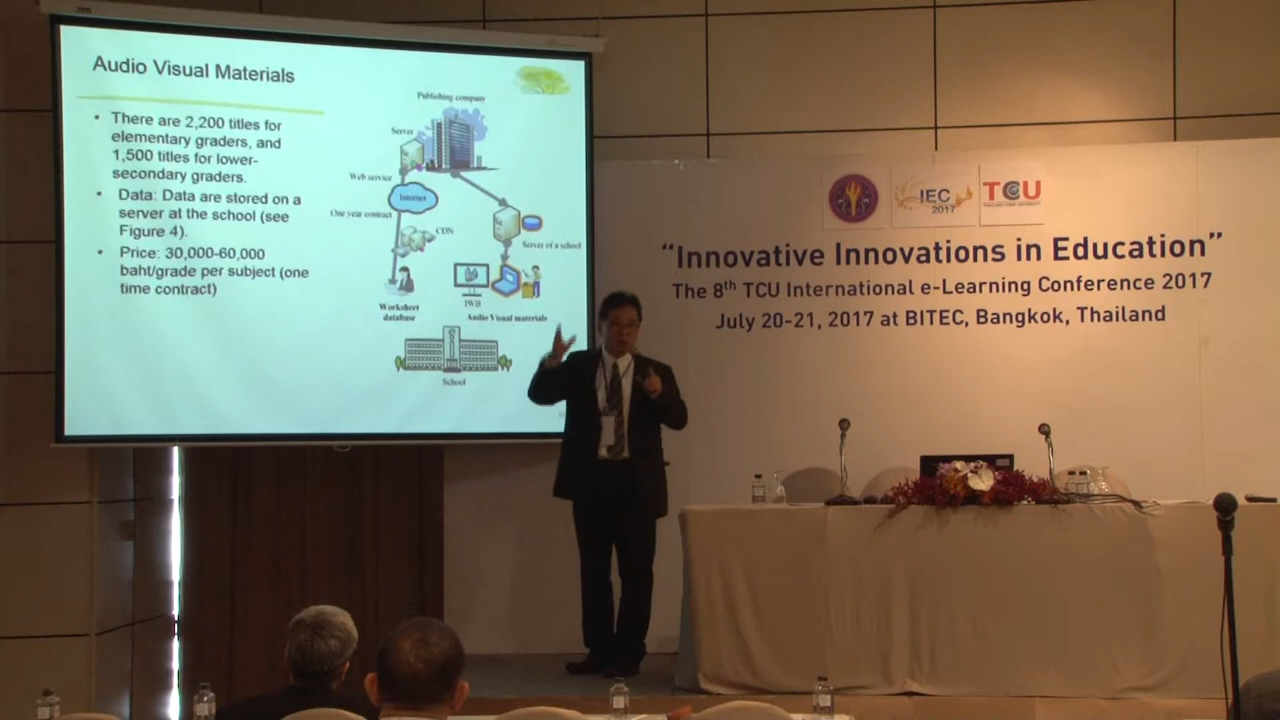 Audio Visual Materials
• There are 2,200 titles for
elementary graders, and
1,500 titles for lower-
secondary graders.
• Data: Data are stored on a
server at the school (see
Figure 4).
• Price: 30,000-60,000
baht/grade per subject (one
time contract)
Publishing company
Server
Web service
Internet
One year contract
CDN
Server of a school
IWB
Worksheet
database
Audio Visual materials
School
IEC
2017
TCU
“Innovative Innovations in Education”
The 8th TCU International e-Learning Conference 2017
July 20-21, 2017 at BITEC, Bangkok, Thailand